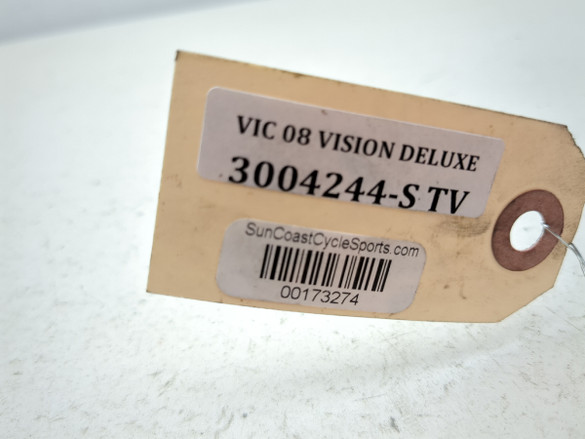 VIC 08 VISION DELUXE
3004244-S TV
SunCoastCycleSports.com
00173274